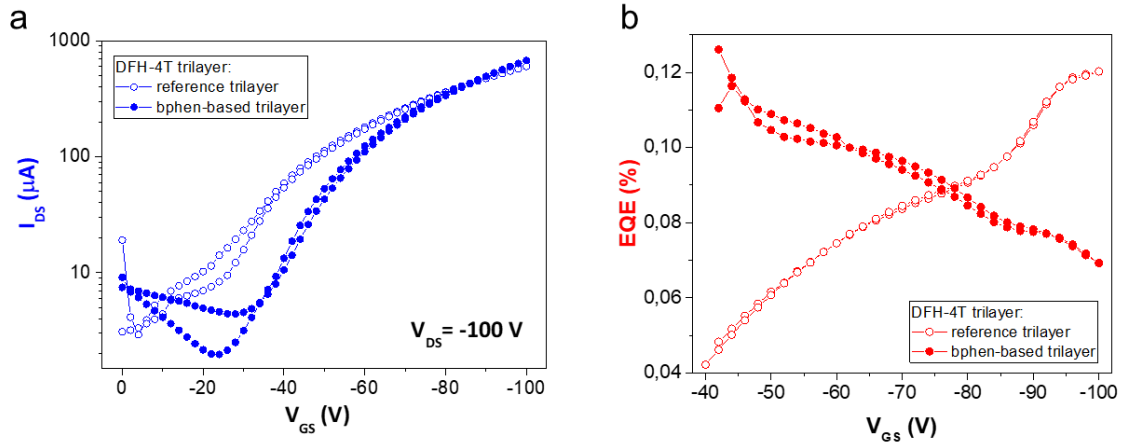 a
1000
100
10
I_DS (µA)
DFH-4T trilayer:
reference trilayer
bphen-based trilayer
V_DS= -100 V
0 -20 -40 -60 -80 -100
V_GS (V)
b
0,12
0,10
0,08
0,06
0,04
EQE (%)
DFH-4T trilayer:
reference trilayer
bphen-based trilayer
-40 -50 -60 -70 -80 -90 -100
V_GS (V)